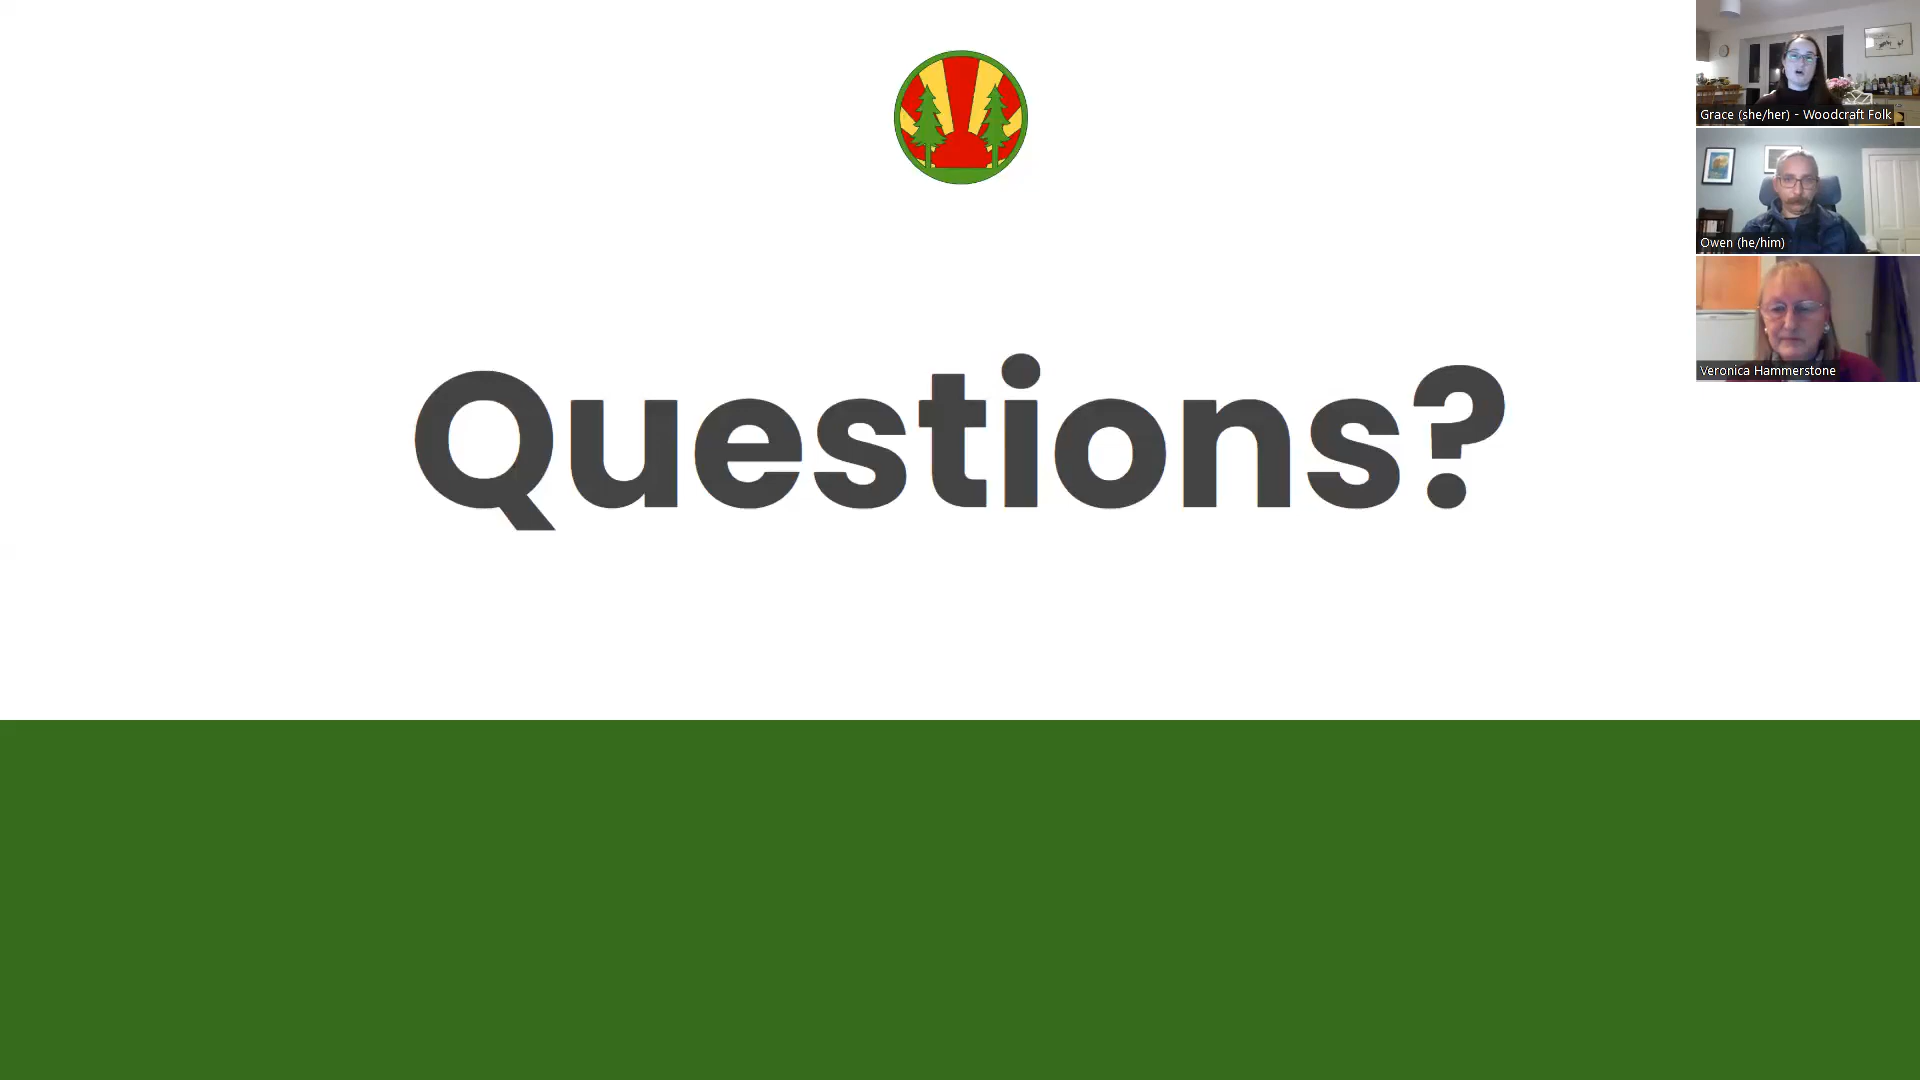 Questions?
Grace (she/her) - Woodcraft Folk
Owen (he/him)
Veronica Hammerstone